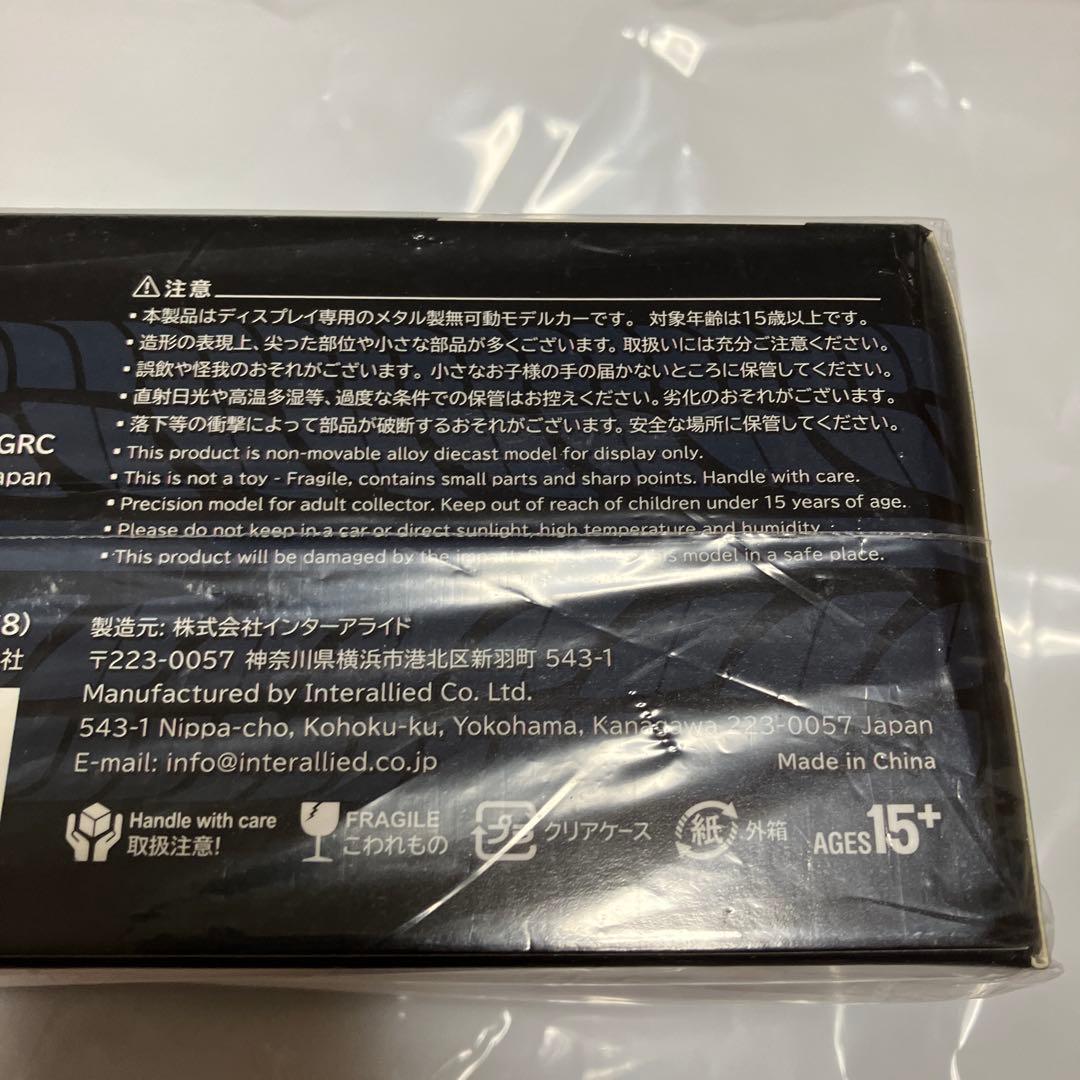 ⚠注意
▪本製品はディスプレイ専用のメタル製無可動モデルカーです。 対象年齢は15歳以上です。
▪造形の表現上、尖った部位や小さな部品が多くございます。取扱いには充分ご注意ください。
▪誤飲や怪我のおそれがございます。小さなお子様の手の届かないところに保管してください。
▪直射日光や高温多湿等、過度な条件での保管はお控えください。劣化のおそれがございます。
▪落下等の衝撃によって部品が破断するおそれがございます。安全な場所に保管してください。
GRC
▪This product is non-movable alloy diecast model for display only.
apan
▪This is not a toy - Fragile, contains small parts and sharp points. Handle with care.
▪Precision model for adult collector. Keep out of reach of children under 15 years of age.
▪Please do not keep in a car or direct sunlight, high temperature and humidity.
▪This product will be damaged by the model in a safe place.
8)
製造元: 株式会社インターアライド
社
〒223-0057 神奈川県横浜市港北区新羽町 543-1
Manufactured by Interallied Co. Ltd.
543-1 Nippa-cho, Kohoku-ku, Yokohama, Kanagawa 223-0057 Japan
E-mail: info@interallied.co.jp
Made in China
Handle with care
取扱注意!
FRAGILE
こわれもの
プラ クリアケース
紙 外箱
AGES 15+